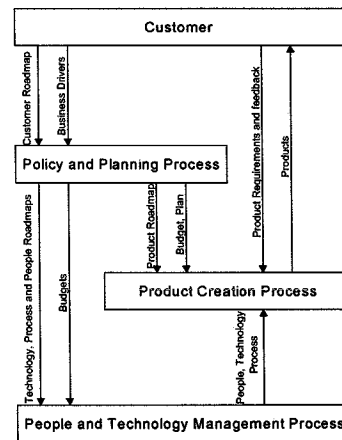 Customer
Customer Roadmap
Business Drivers
Product Requirements and feedback
Products
Policy and Planning Process
Technology, Process and People Roadmaps
Budgets
Product Roadmap
Budget, Plan
Product Creation Process
People, Technology
Process
People and Technology Management Process